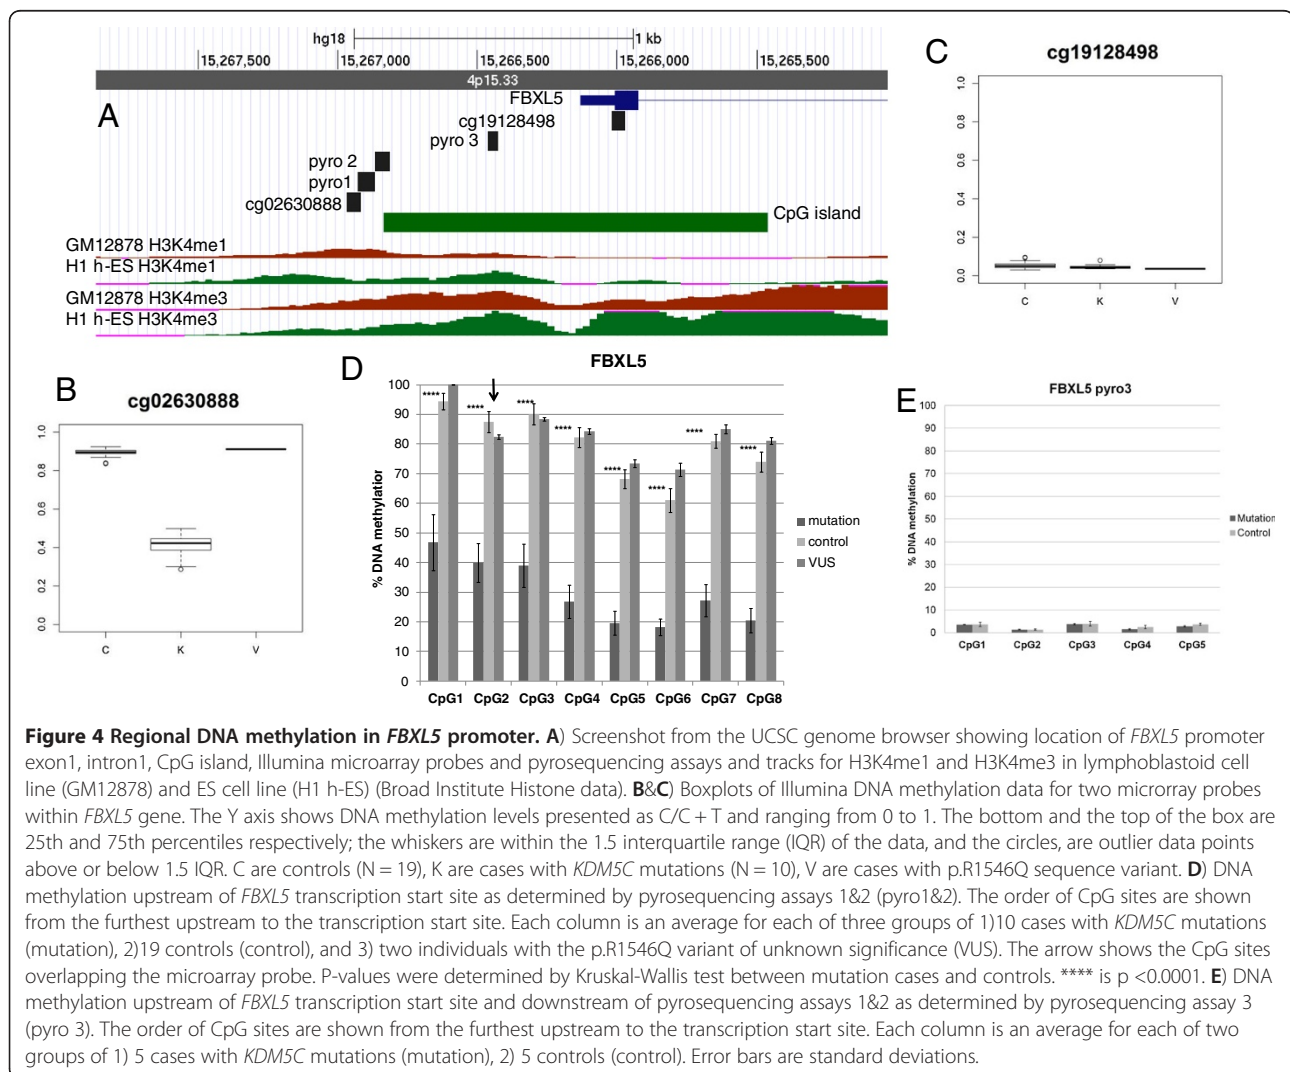 hg18 1 kb
15,267,500 15,267,000 15,266,500 15,266,000 15,265,500
4p15.33
A
FBXL5
cg19128498
pyro 3
pyro 2
pyro1
cg02630888
CpG island
GM12878 H3K4me1
H1 h-ES H3K4me1
GM12878 H3K4me3
H1 h-ES H3K4me3
C
cg19128498
1.0
0.8
0.6
0.4
0.2
0.0
C K V
B
cg02630888
1.0
0.8
0.6
0.4
0.2
0.0
C K V
D
FBXL5
% DNA methylation
100
90
80
70
60
50
40
30
20
10
0
**** **** **** **** **** **** **** ****
CpG1 CpG2 CpG3 CpG4 CpG5 CpG6 CpG7 CpG8
mutation
control
VUS
E
FBXL5 pyro3
% DNA methylation
100
90
80
70
60
50
40
30
20
10
0
CpG1 CpG2 CpG3 CpG4 CpG5
Mutation
Control
Figure 4 Regional DNA methylation in FBXL5 promoter. A) Screenshot from the UCSC genome browser showing location of FBXL5 promoter
exon1, intron1, CpG island, Illumina microarray probes and pyrosequencing assays and tracks for H3K4me1 and H3K4me3 in lymphoblastoid cell
line (GM12878) and ES cell line (H1 h-ES) (Broad Institute Histone data). B&C) Boxplots of Illumina DNA methylation data for two microrray probes
within FBXL5 gene. The Y axis shows DNA methylation levels presented as C/C + T and ranging from 0 to 1. The bottom and the top of the box are
25th and 75th percentiles respectively; the whiskers are within the 1.5 interquartile range (IQR) of the data, and the circles, are outlier data points
above or below 1.5 IQR. C are controls (N = 19), K are cases with KDM5C mutations (N = 10), V are cases with p.R1546Q sequence variant. D) DNA
methylation upstream of FBXL5 transcription start site as determined by pyrosequencing assays 1&2 (pyro1&2). The order of CpG sites are shown
from the furthest upstream to the transcription start site. Each column is an average for each of three groups of 1)10 cases with KDM5C mutations
(mutation), 2)19 controls (control), and 3) two individuals with the p.R1546Q variant of unknown significance (VUS). The arrow shows the CpG sites
overlapping the microarray probe. P-values were determined by Kruskal-Wallis test between mutation cases and controls. **** is p <0.0001. E) DNA
methylation upstream of FBXL5 transcription start site and downstream of pyrosequencing assays 1&2 as determined by pyrosequencing assay 3
(pyro 3). The order of CpG sites are shown from the furthest upstream to the transcription start site. Each column is an average for each of two
groups of 1) 5 cases with KDM5C mutations (mutation), 2) 5 controls (control). Error bars are standard deviations.